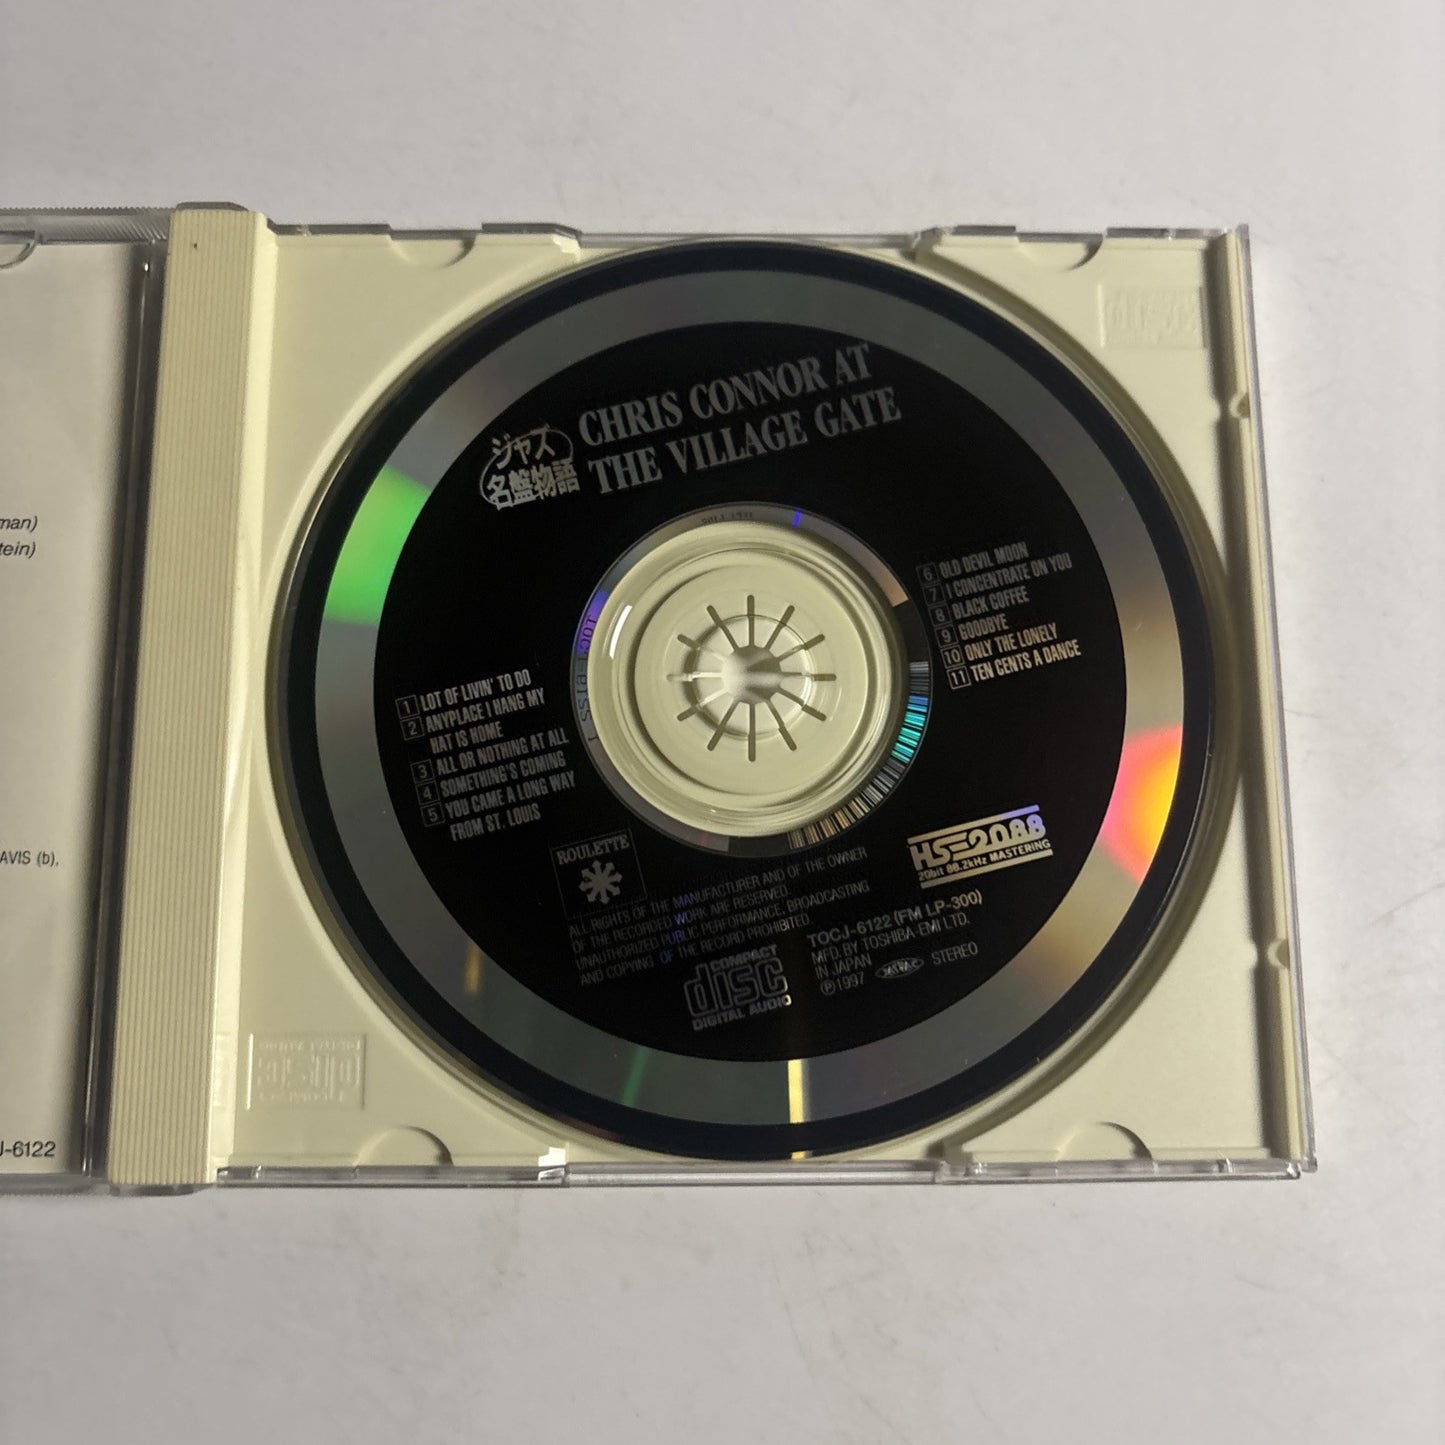 man)
tein)
AVIS (b),
J-6122
ジャズ
名盤物語
CHRIS CONNOR AT
THE VILLAGE GATE
1 LOT OF LIVIN' TO DO
2 ANYPLACE I HANG MY
HAT IS HOME
3 ALL OR NOTHING AT ALL
4 SOMETHING'S COMING
5 YOU CAME A LONG WAY
FROM ST. LOUIS
6 OLD DEVIL MOON
7 I CONCENTRATE ON YOU
8 BLACK COFFEE
9 GOODBYE
10 ONLY THE LONELY
11 TEN CENTS A DANCE
ROULETTE
HS2088
20bit 88.2kHz MASTERING
ALL RIGHTS OF THE MANUFACTURER AND OF THE OWNER
OF THE RECORDED WORK ARE RESERVED.
UNAUTHORIZED PUBLIC PERFORMANCE, BROADCASTING
AND COPYING OF THE RECORD PROHIBITED.
TOCJ-6122 (FM LP-300)
MFD. BY TOSHIBA-EMI LTD.
IN JAPAN
℗1997 JASRAC STEREO
COMPACT
disc
DIGITAL AUDIO